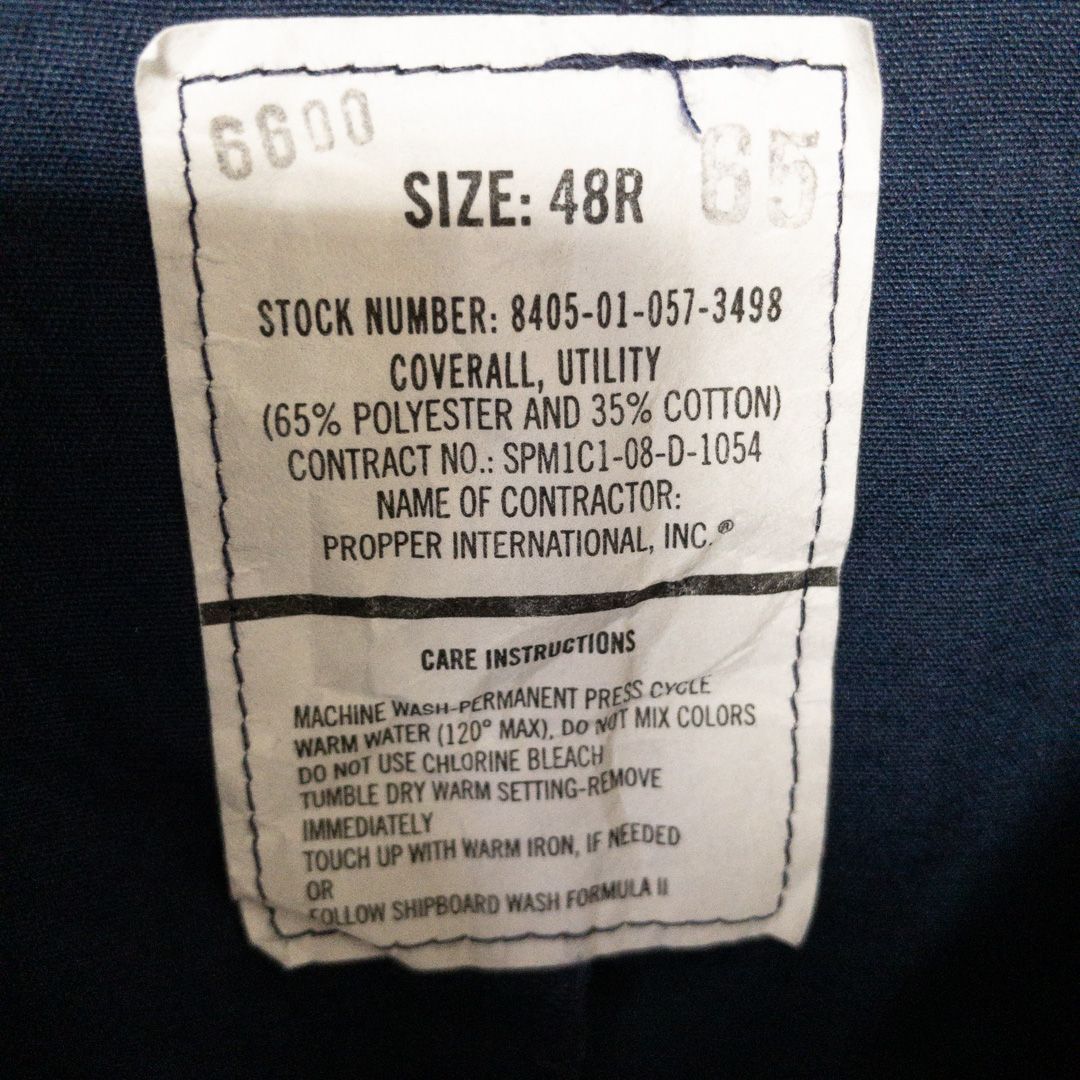 6600
65
SIZE: 48R
STOCK NUMBER: 8405-01-057-3498
COVERALL, UTILITY
(65% POLYESTER AND 35% COTTON)
CONTRACT NO.: SPM1C1-08-D-1054
NAME OF CONTRACTOR:
PROPPER INTERNATIONAL, INC.®
CARE INSTRUCTIONS
MACHINE WASH-PERMANENT PRESS CYCLE
WARM WATER (120° MAX), DO NOT MIX COLORS
DO NOT USE CHLORINE BLEACH
TUMBLE DRY WARM SETTING-REMOVE
IMMEDIATELY
TOUCH UP WITH WARM IRON, IF NEEDED
OR
FOLLOW SHIPBOARD WASH FORMULA II